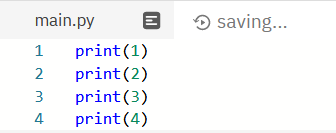 main.py saving...
1 print(1)
2 print(2)
3 print(3)
4 print(4)